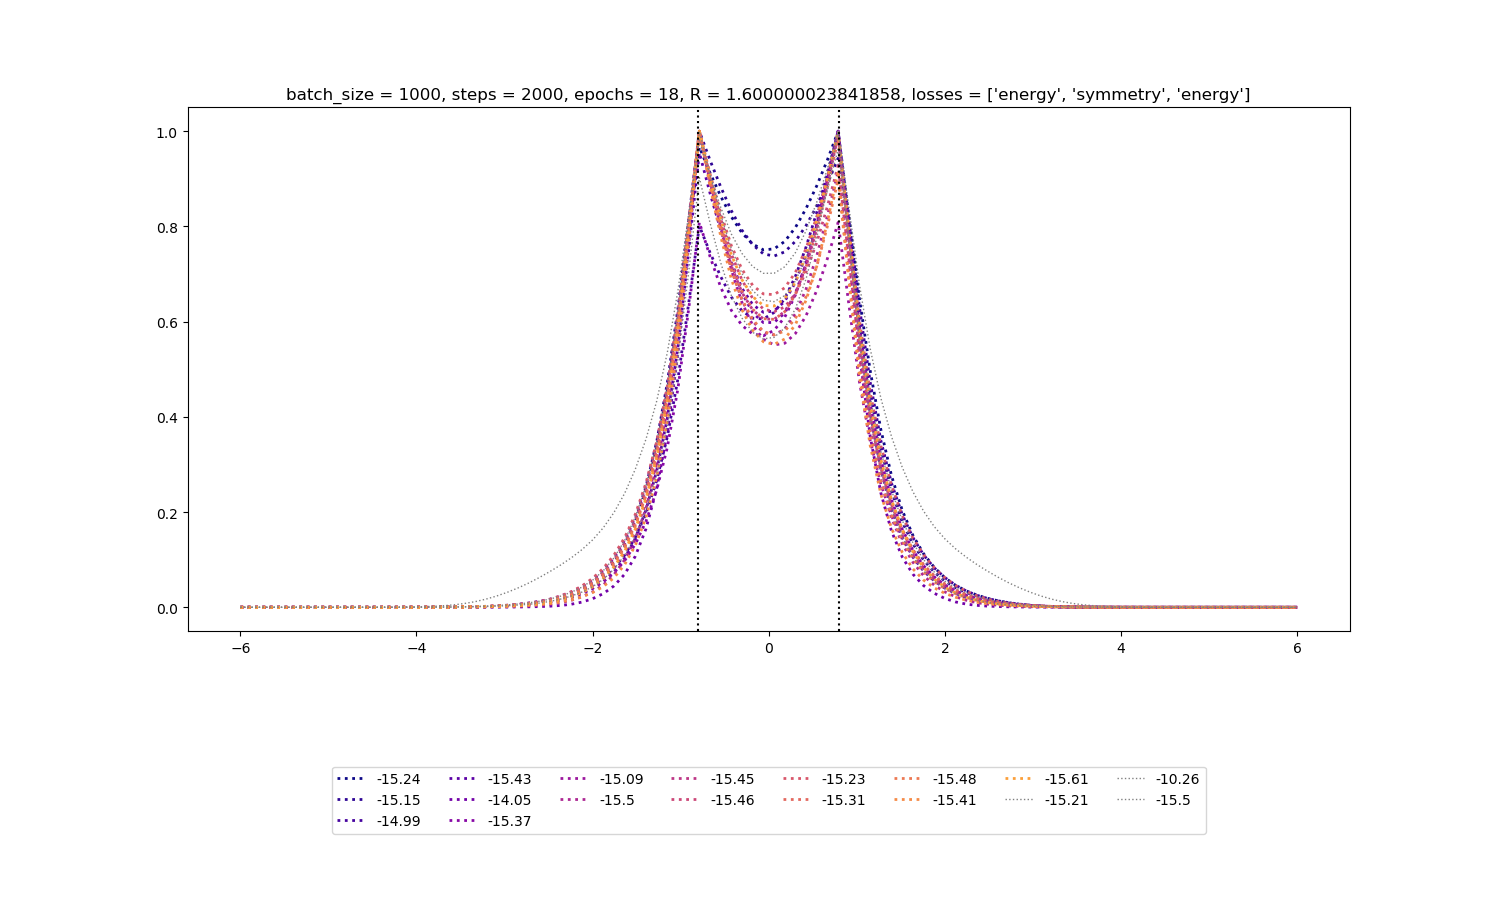 batch_size = 1000, steps = 2000, epochs = 18, R = 1.600000023841858, losses = ['energy', 'symmetry', 'energy']
1.0
0.8
0.6
0.4
0.2
0.0
−6 −4 −2 0 2 4 6
-15.24 -15.43 -15.09 -15.45 -15.23 -15.48 -15.61 -10.26
-15.15 -14.05 -15.5 -15.46 -15.31 -15.41 -15.21 -15.5
-14.99 -15.37